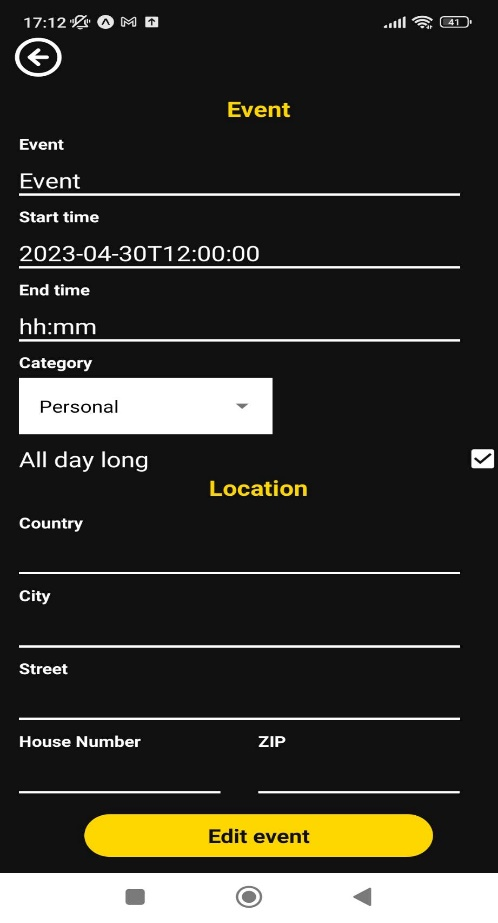 17:12 41
Event
Event
Event
Start time
2023-04-30T12:00:00
End time
hh:mm
Category
Personal
All day long
Location
Country
City
Street
House Number ZIP
Edit event